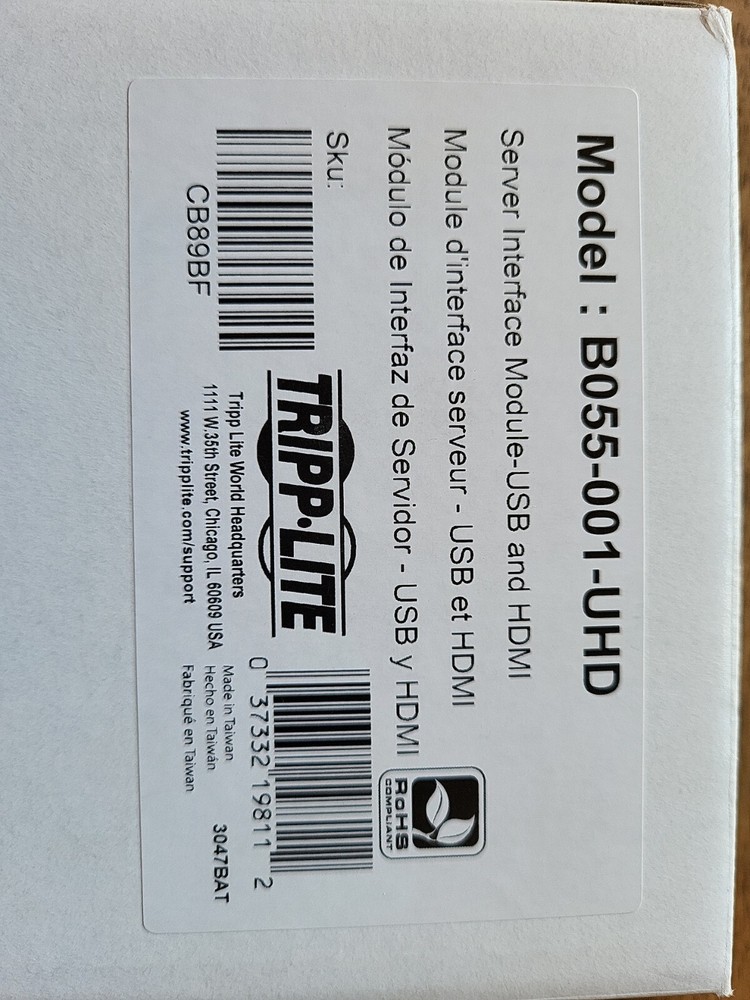 Model : B055-001-UHD
Server Interface Module-USB and HDMI
Module d'interface serveur - USB et HDMI
Módulo de Interfaz de Servidor - USB y HDMI
RoHS
COMPLIANT
Sku:
CB89BF
TRIPP·LITE
Tripp Lite World Headquarters
1111 W.35th Street, Chicago, IL 60609 USA
www.tripplite.com/support
0 37332 19811 2
Made in Taiwan
Hecho en Taiwán
Fabriqué en Taiwan
3047BAT